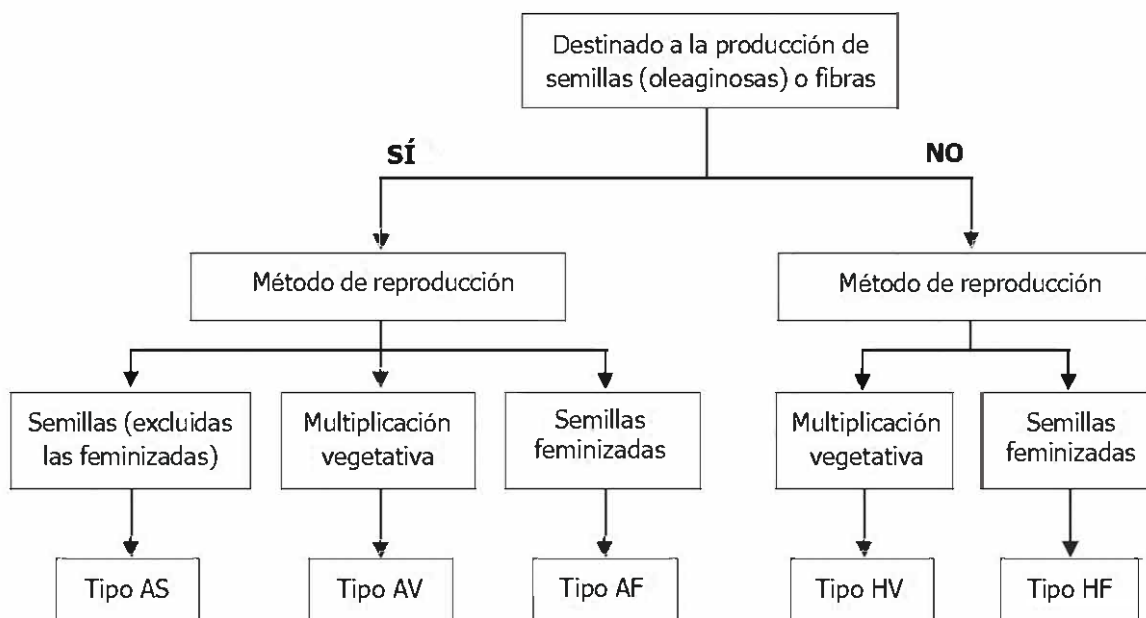 Destinado a la producción de
semillas (oleaginosas) o fibras
SÍ
NO
Método de reproducción
Método de reproducción
Semillas (excluidas
las feminizadas)
Multiplicación
vegetativa
Semillas
feminizadas
Multiplicación
vegetativa
Semillas
feminizadas
Tipo AS
Tipo AV
Tipo AF
Tipo HV
Tipo HF